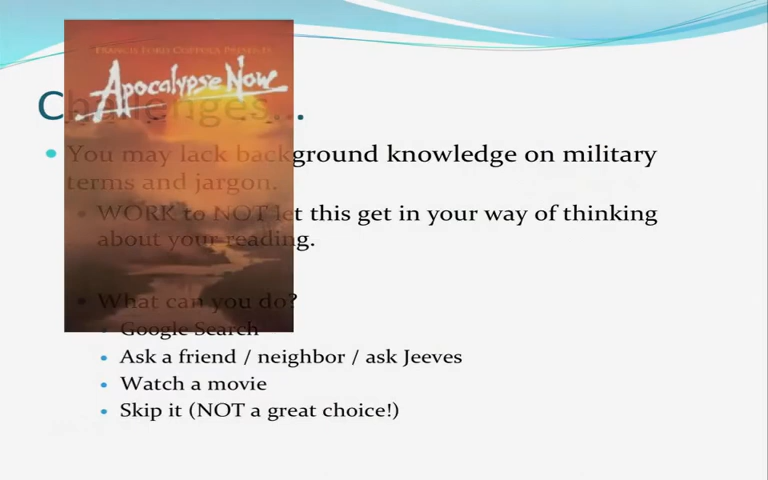 FRANCIS FORD COPPOLA PRESENTS
Apocalypse Now
Challenges...
You may lack background knowledge on military
terms and jargon.
WORK to NOT let this get in your way of thinking
about your reading.
What can you do?
Google Search
Ask a friend / neighbor / ask Jeeves
Watch a movie
Skip it (NOT a great choice!)